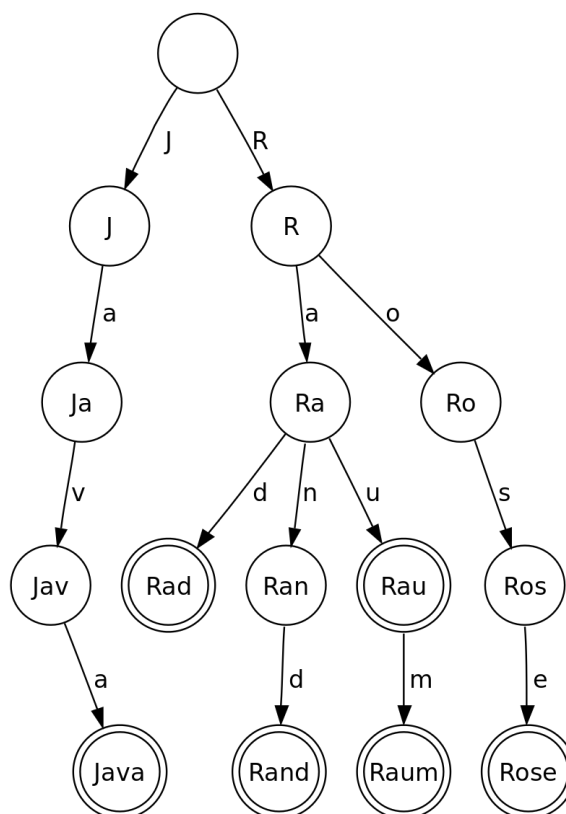 J R
J R
a a o
Ja Ra Ro
v d n u s
Jav Rad Ran Rau Ros
a d m e
Java Rand Raum Rose